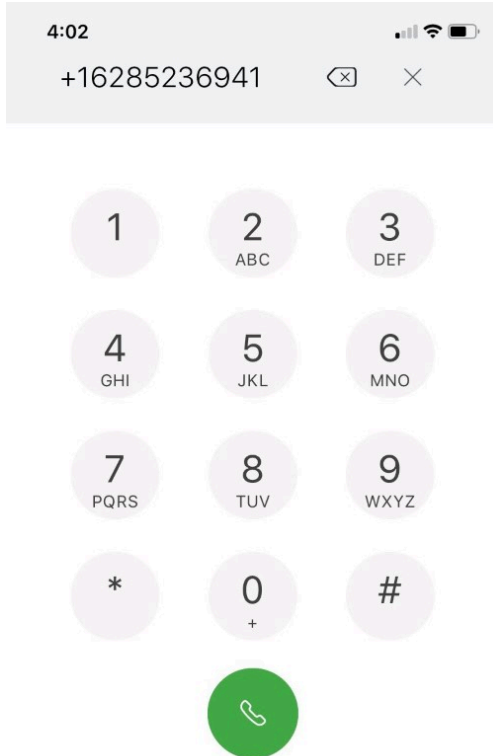 4:02
+16285236941
1 2 3
ABC DEF
4 5 6
GHI JKL MNO
7 8 9
PQRS TUV WXYZ
* 0 #
+